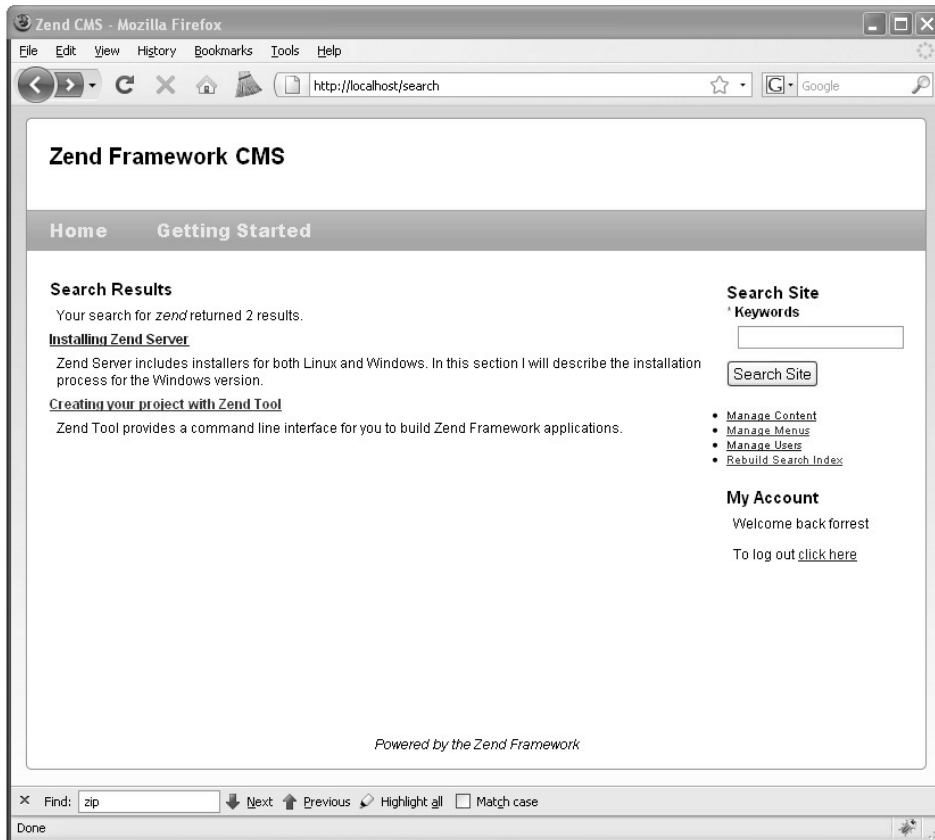 Zend CMS - Mozilla Firefox
File Edit View History Bookmarks Tools Help
http://localhost/search
G Google
Zend Framework CMS
Home Getting Started
Search Results
Your search for zend returned 2 results.
Installing Zend Server
Zend Server includes installers for both Linux and Windows. In this section I will describe the installation
process for the Windows version.
Creating your project with Zend Tool
Zend Tool provides a command line interface for you to build Zend Framework applications.
Search Site
* Keywords
Search Site
Manage Content
Manage Menus
Manage Users
Rebuild Search Index
My Account
Welcome back forrest
To log out click here
Powered by the Zend Framework
Find: zip Next Previous Highlight all Match case
Done